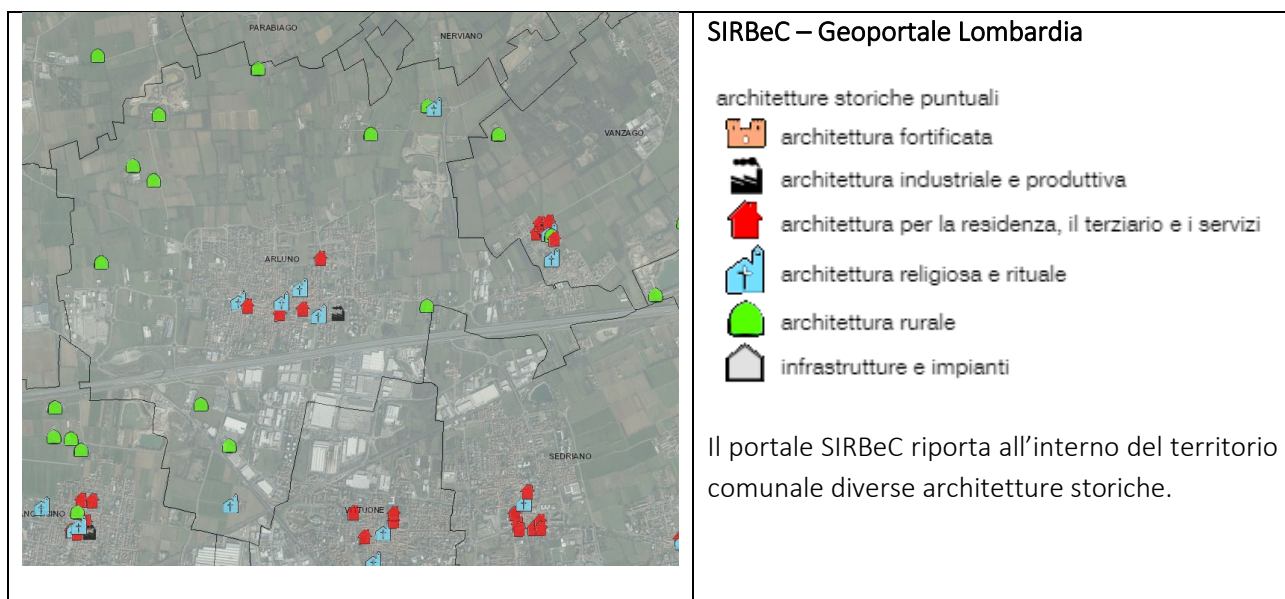 PARABIAGO
NERVIANO
VANZAGO
ARLUNO
SEDRIANO
VITTUONE
SIRBeC – Geoportale Lombardia
architetture storiche puntuali
architettura fortificata
architettura industriale e produttiva
architettura per la residenza, il terziario e i servizi
architettura religiosa e rituale
architettura rurale
infrastrutture e impianti
Il portale SIRBeC riporta all’interno del territorio
comunale diverse architetture storiche.